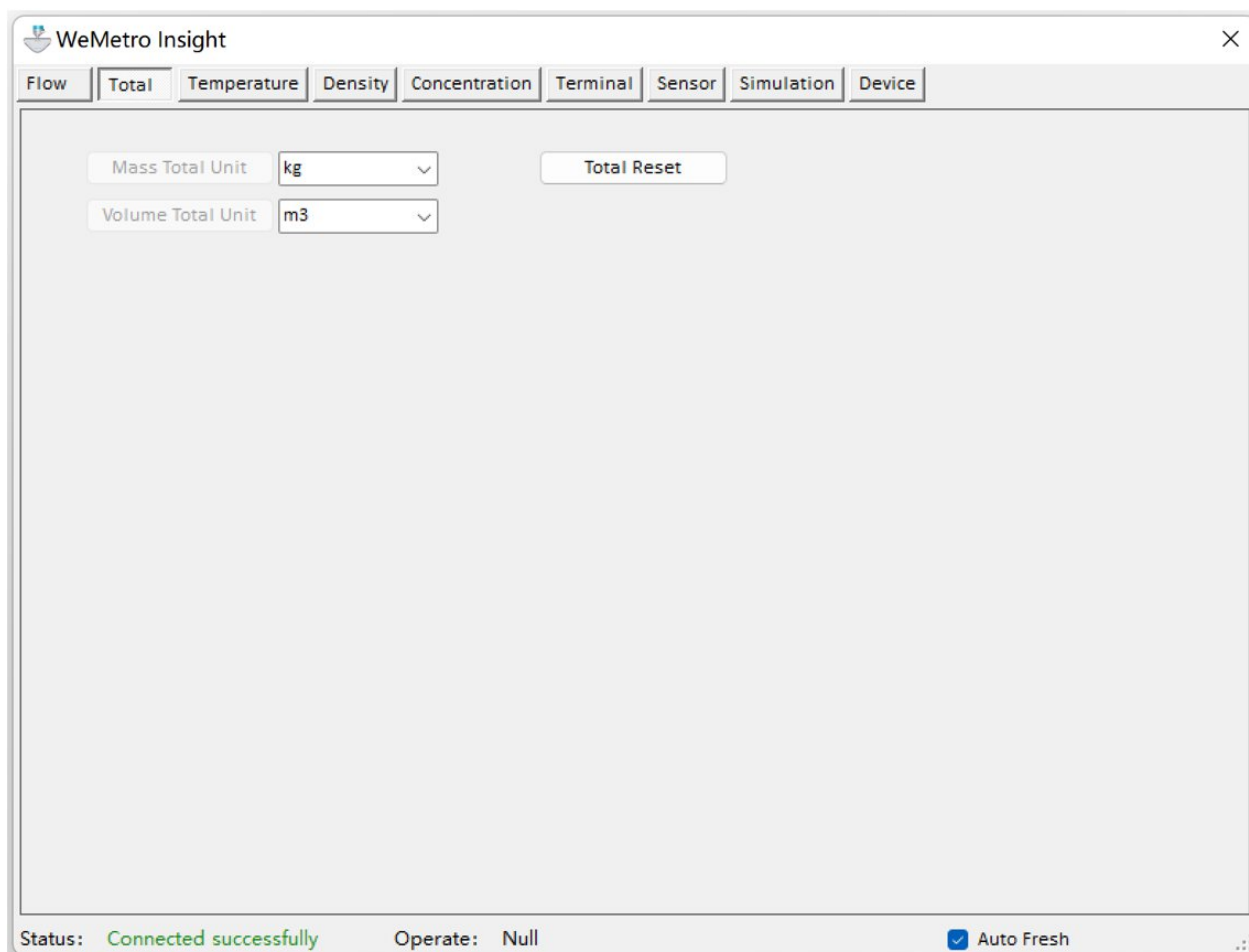 WeMetro Insight
Flow Total Temperature Density Concentration Terminal Sensor Simulation Device
Mass Total Unit kg Total Reset
Volume Total Unit m3
Status: Connected successfully Operate: Null Auto Fresh